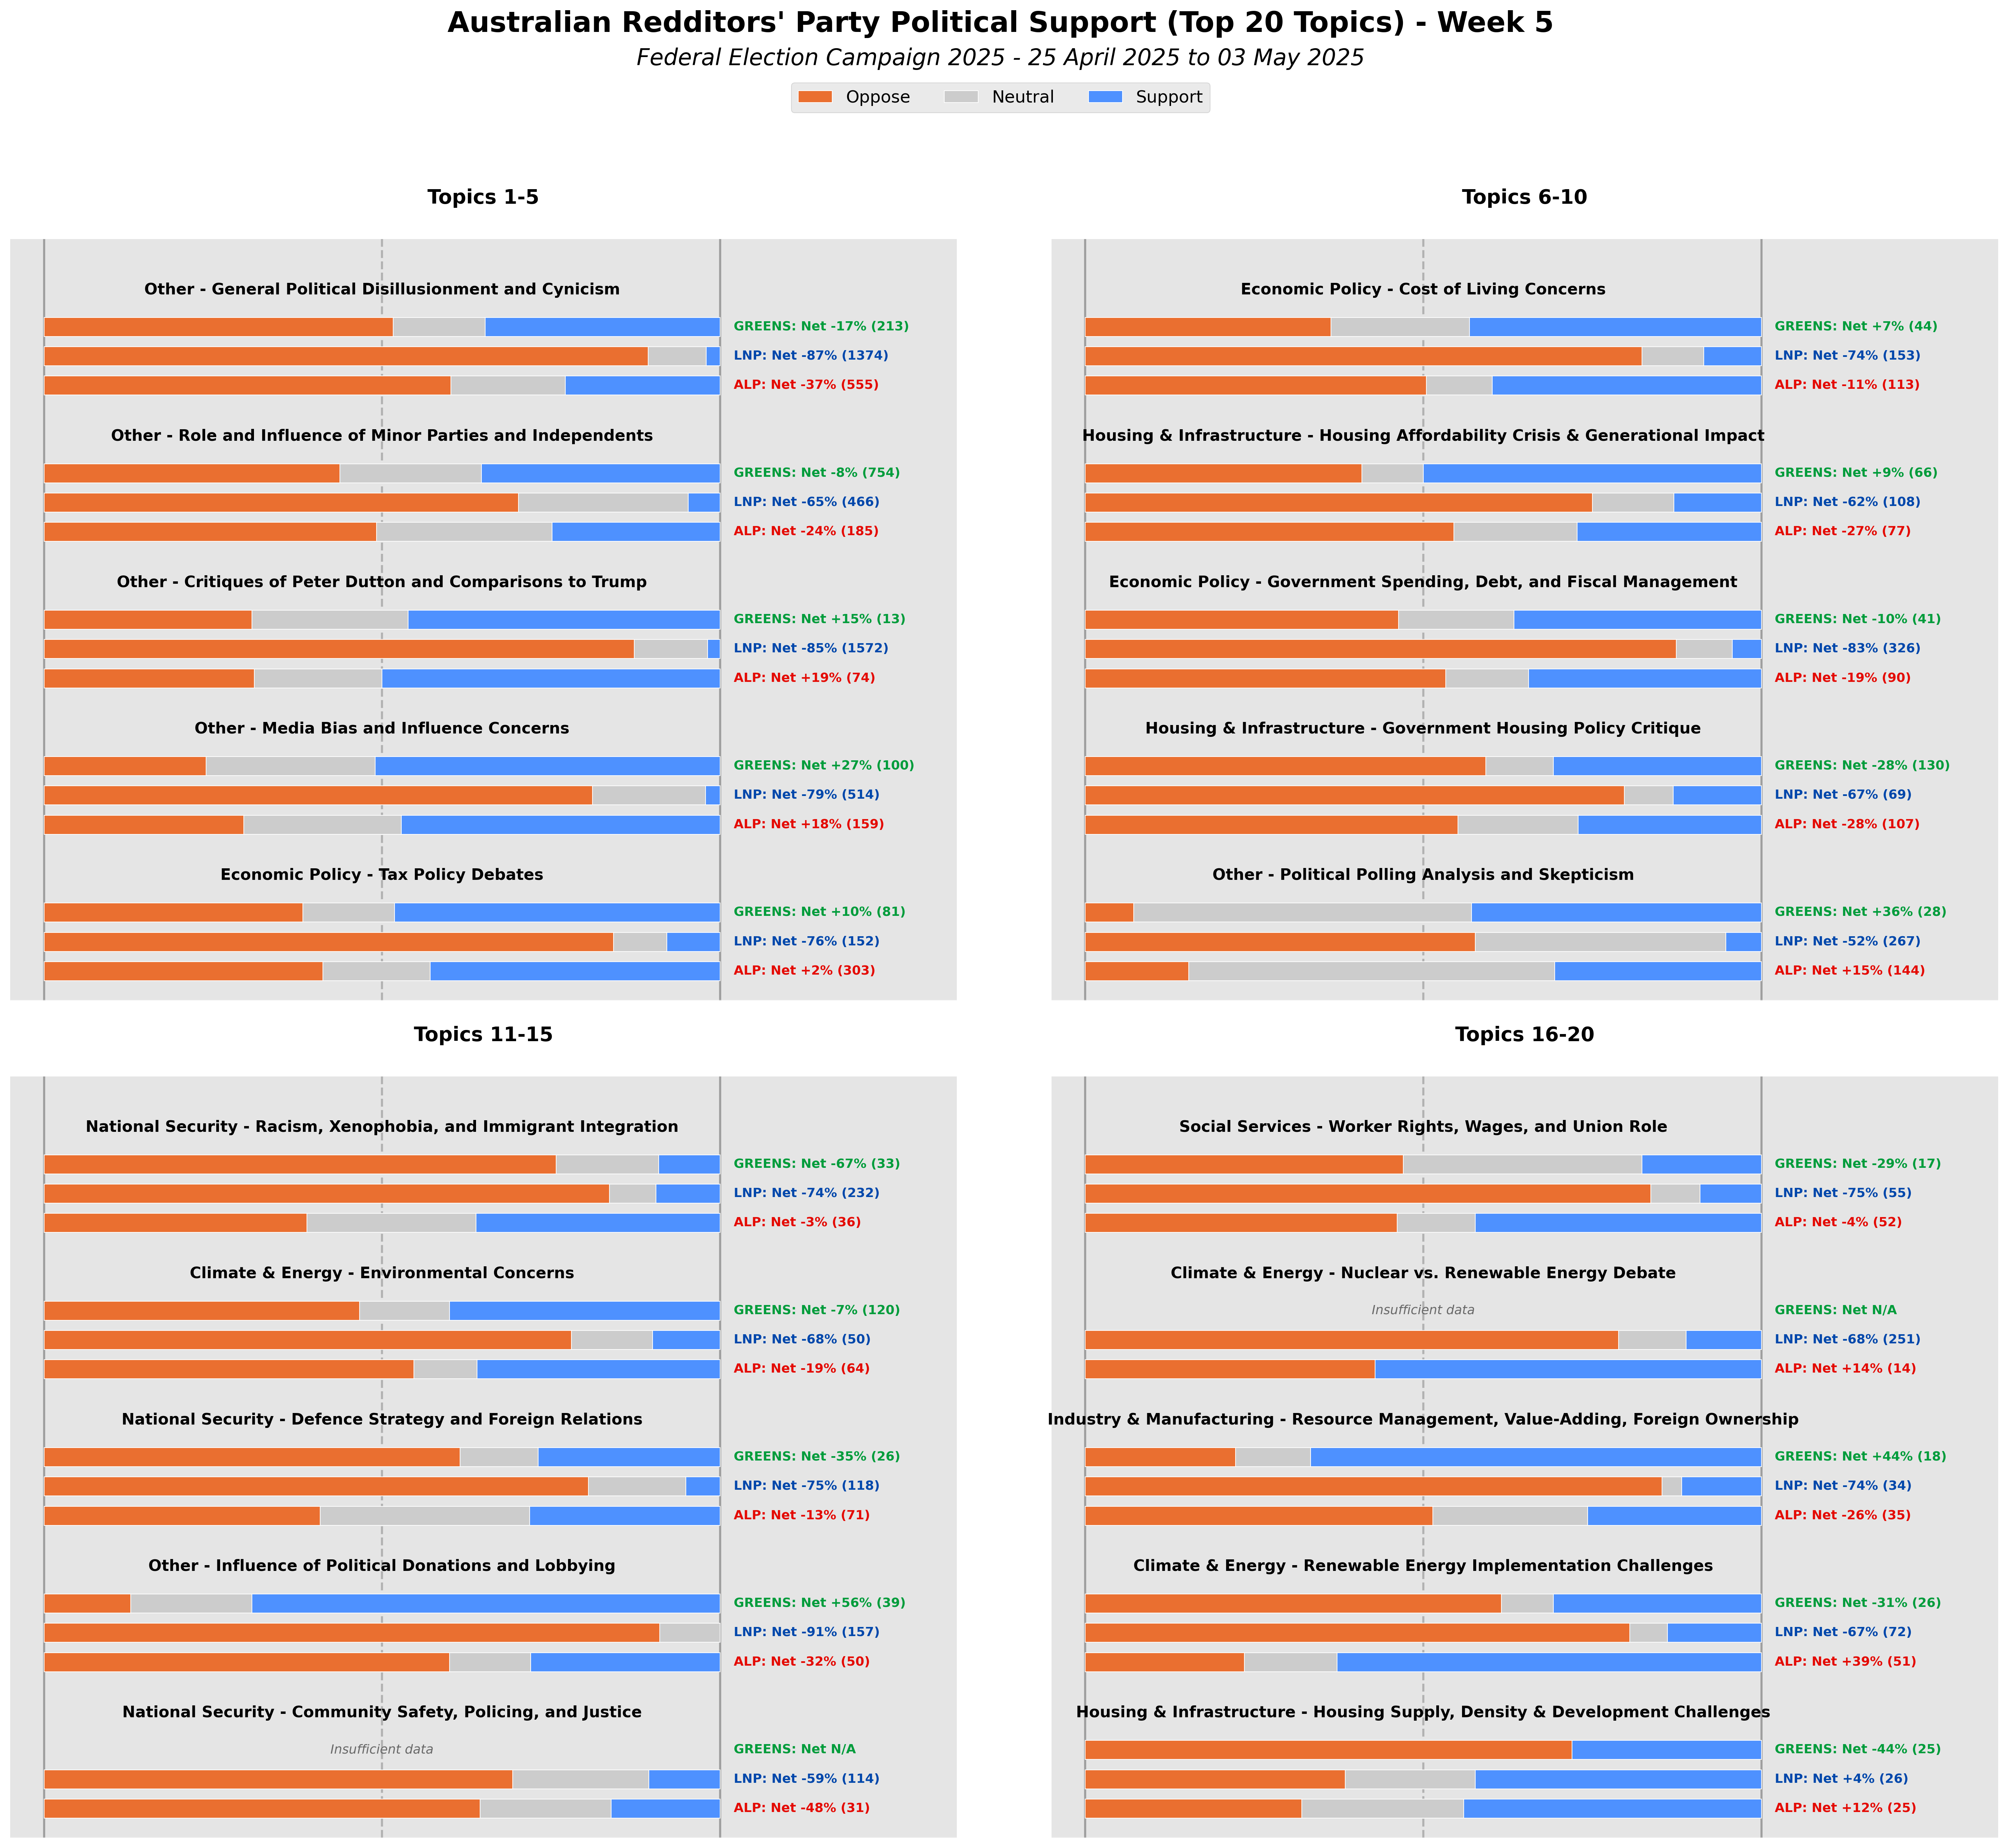 Australian Redditors' Party Political Support (Top 20 Topics) - Week 5
Federal Election Campaign 2025 - 25 April 2025 to 03 May 2025
Oppose
Neutral
Support
Topics 1-5
Other - General Political Disillusionment and Cynicism
GREENS: Net -17% (213)
LNP: Net -87% (1374)
ALP: Net -37% (555)
Other - Role and Influence of Minor Parties and Independents
GREENS: Net -8% (754)
LNP: Net -65% (466)
ALP: Net -24% (185)
Other - Critiques of Peter Dutton and Comparisons to Trump
GREENS: Net +15% (13)
LNP: Net -85% (1572)
ALP: Net +19% (74)
Other - Media Bias and Influence Concerns
GREENS: Net +27% (100)
LNP: Net -79% (514)
ALP: Net +18% (159)
Economic Policy - Tax Policy Debates
GREENS: Net +10% (81)
LNP: Net -76% (152)
ALP: Net +2% (303)
Topics 6-10
Economic Policy - Cost of Living Concerns
GREENS: Net +7% (44)
LNP: Net -74% (153)
ALP: Net -11% (113)
Housing & Infrastructure - Housing Affordability Crisis & Generational Impact
GREENS: Net +9% (66)
LNP: Net -62% (108)
ALP: Net -27% (77)
Economic Policy - Government Spending, Debt, and Fiscal Management
GREENS: Net -10% (41)
LNP: Net -83% (326)
ALP: Net -19% (90)
Housing & Infrastructure - Government Housing Policy Critique
GREENS: Net -28% (130)
LNP: Net -67% (69)
ALP: Net -28% (107)
Other - Political Polling Analysis and Skepticism
GREENS: Net +36% (28)
LNP: Net -52% (267)
ALP: Net +15% (144)
Topics 11-15
National Security - Racism, Xenophobia, and Immigrant Integration
GREENS: Net -67% (33)
LNP: Net -74% (232)
ALP: Net -3% (36)
Climate & Energy - Environmental Concerns
GREENS: Net -7% (120)
LNP: Net -68% (50)
ALP: Net -19% (64)
National Security - Defence Strategy and Foreign Relations
GREENS: Net -35% (26)
LNP: Net -75% (118)
ALP: Net -13% (71)
Other - Influence of Political Donations and Lobbying
GREENS: Net +56% (39)
LNP: Net -91% (157)
ALP: Net -32% (50)
National Security - Community Safety, Policing, and Justice
Insufficient data
GREENS: Net N/A
LNP: Net -59% (114)
ALP: Net -48% (31)
Topics 16-20
Social Services - Worker Rights, Wages, and Union Role
GREENS: Net -29% (17)
LNP: Net -75% (55)
ALP: Net -4% (52)
Climate & Energy - Nuclear vs. Renewable Energy Debate
Insufficient data
GREENS: Net N/A
LNP: Net -68% (251)
ALP: Net +14% (14)
Industry & Manufacturing - Resource Management, Value-Adding, Foreign Ownership
GREENS: Net +44% (18)
LNP: Net -74% (34)
ALP: Net -26% (35)
Climate & Energy - Renewable Energy Implementation Challenges
GREENS: Net -31% (26)
LNP: Net -67% (72)
ALP: Net +39% (51)
Housing & Infrastructure - Housing Supply, Density & Development Challenges
GREENS: Net -44% (25)
LNP: Net +4% (26)
ALP: Net +12% (25)